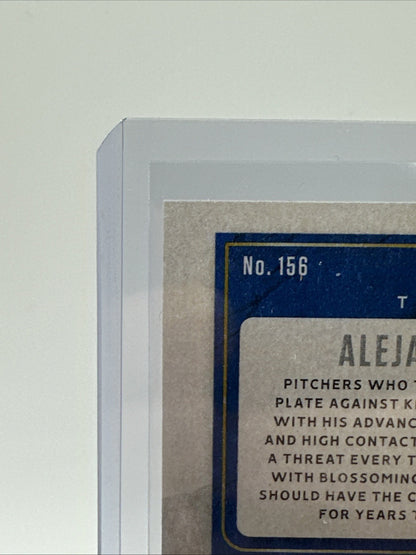 No. 156
T
ALEJA
PITCHERS WHO T
PLATE AGAINST K
WITH HIS ADVANC
AND HIGH CONTACT
A THREAT EVERY T
WITH BLOSSOMING
SHOULD HAVE THE C
FOR YEARS T